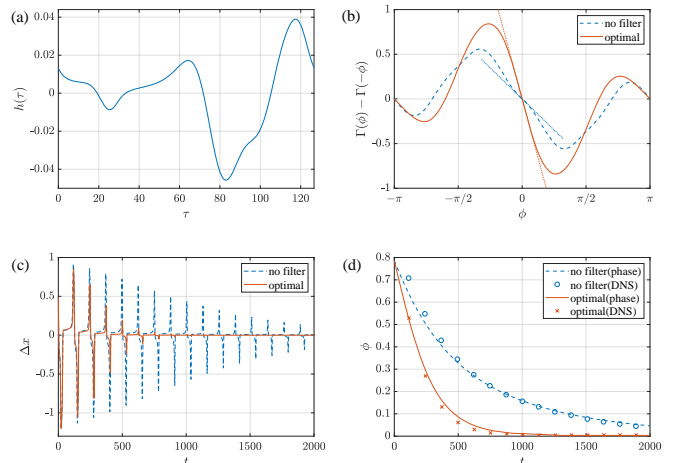 (a)
0.04
0.02
0
-0.02
-0.04
h(τ)
0 20 40 60 80 100 120
τ
(b)
1
0.5
0
-0.5
-1
Γ(ϕ) − Γ(−ϕ)
no filter
optimal
−π −π/2 0 π/2 π
ϕ
(c)
1
0.5
0
-0.5
-1
Δx
no filter
optimal
0 500 1000 1500 2000
t
(d)
0.8
0.7
0.6
0.5
0.4
0.3
0.2
0.1
0
ϕ
no filter(phase)
no filter(DNS)
optimal(phase)
optimal(DNS)
0 500 1000 1500 2000
t